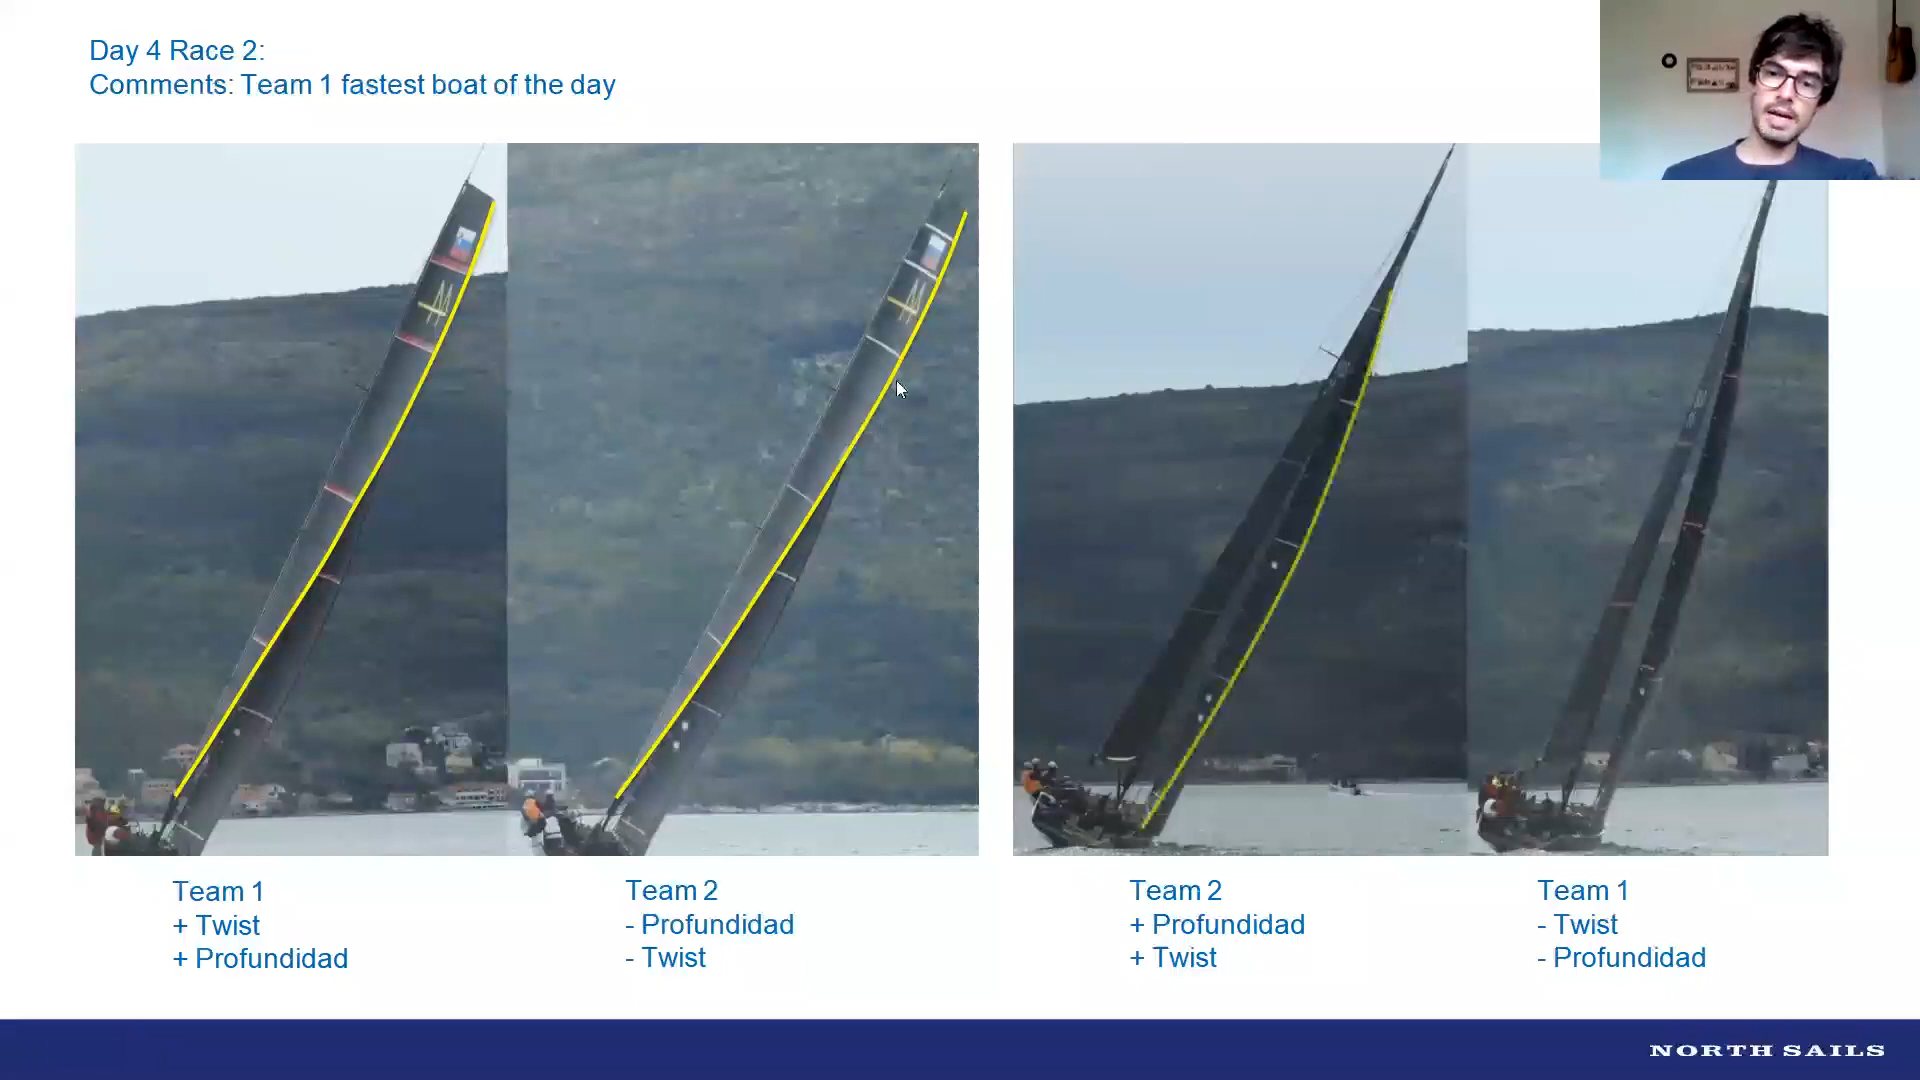 Day 4 Race 2:
Comments: Team 1 fastest boat of the day
Team 1
+ Twist
+ Profundidad
Team 2
- Profundidad
- Twist
Team 2
+ Profundidad
+ Twist
Team 1
- Twist
- Profundidad
NORTH SAILS